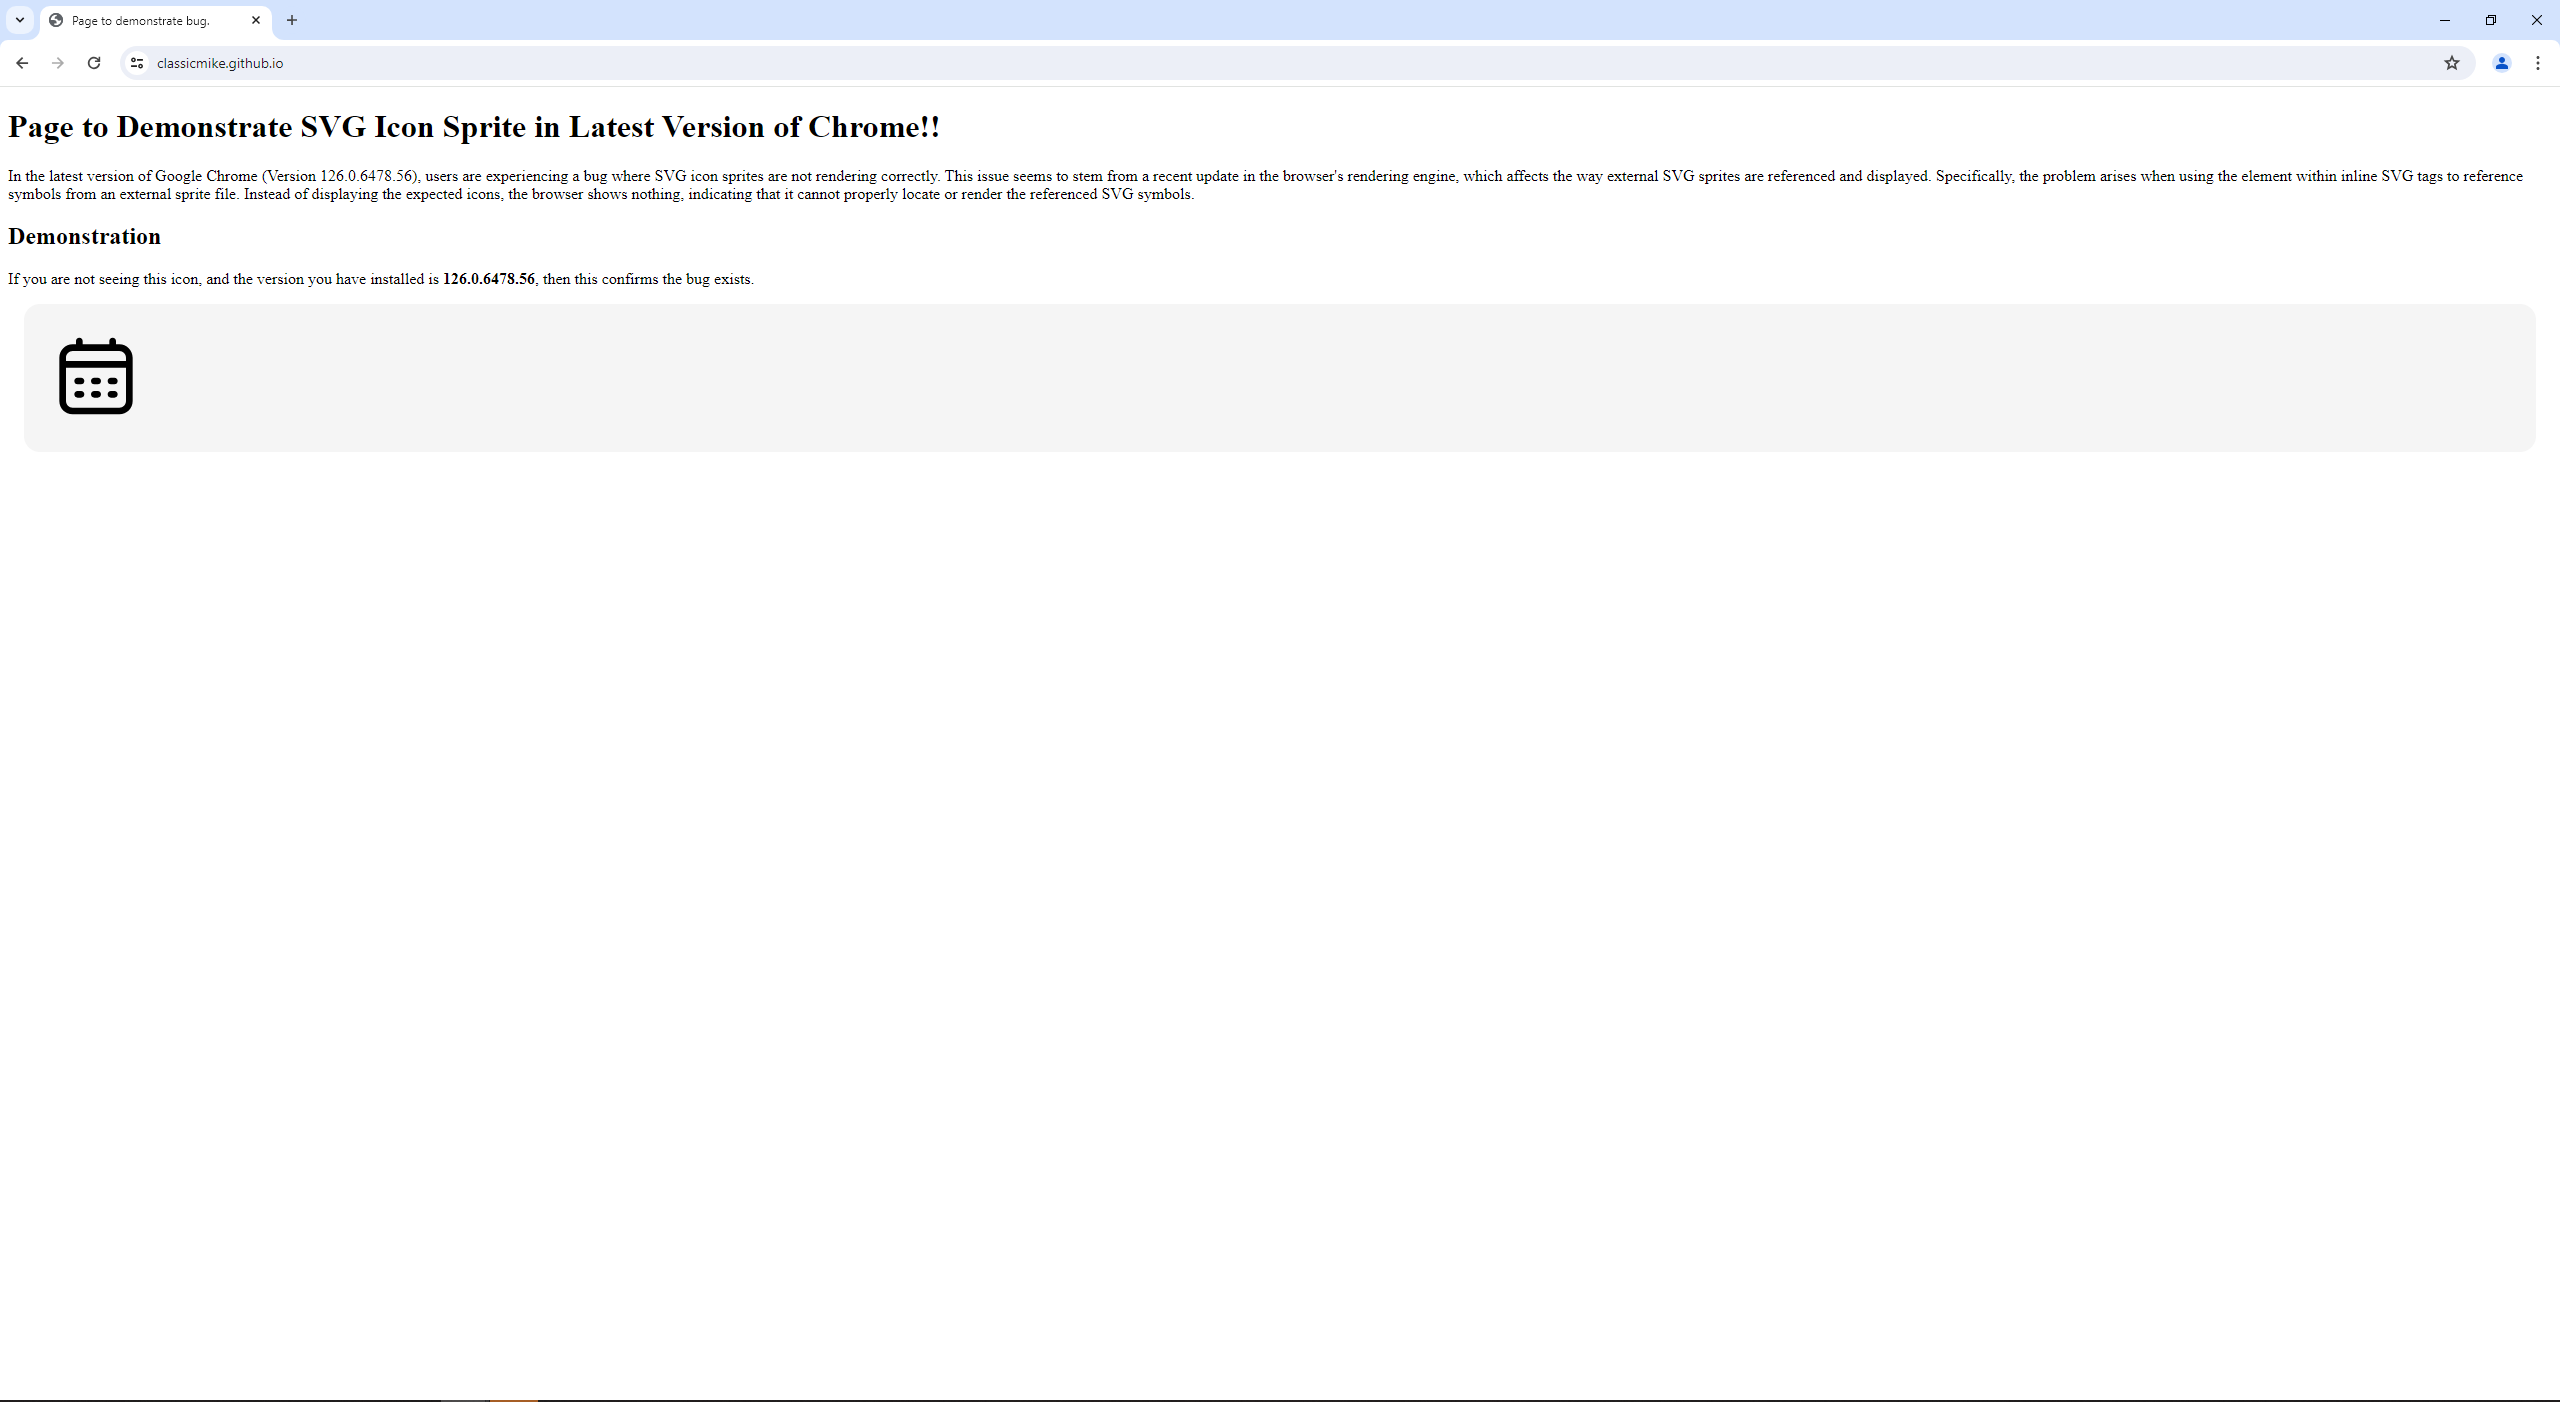 Page to demonstrate bug.
classicmike.github.io
Page to Demonstrate SVG Icon Sprite in Latest Version of Chrome!!
In the latest version of Google Chrome (Version 126.0.6478.56), users are experiencing a bug where SVG icon sprites are not rendering correctly. This issue seems to stem from a recent update in the browser's rendering engine, which affects the way external SVG sprites are referenced and displayed. Specifically, the problem arises when using the element within inline SVG tags to reference
symbols from an external sprite file. Instead of displaying the expected icons, the browser shows nothing, indicating that it cannot properly locate or render the referenced SVG symbols.
Demonstration
If you are not seeing this icon, and the version you have installed is 126.0.6478.56, then this confirms the bug exists.